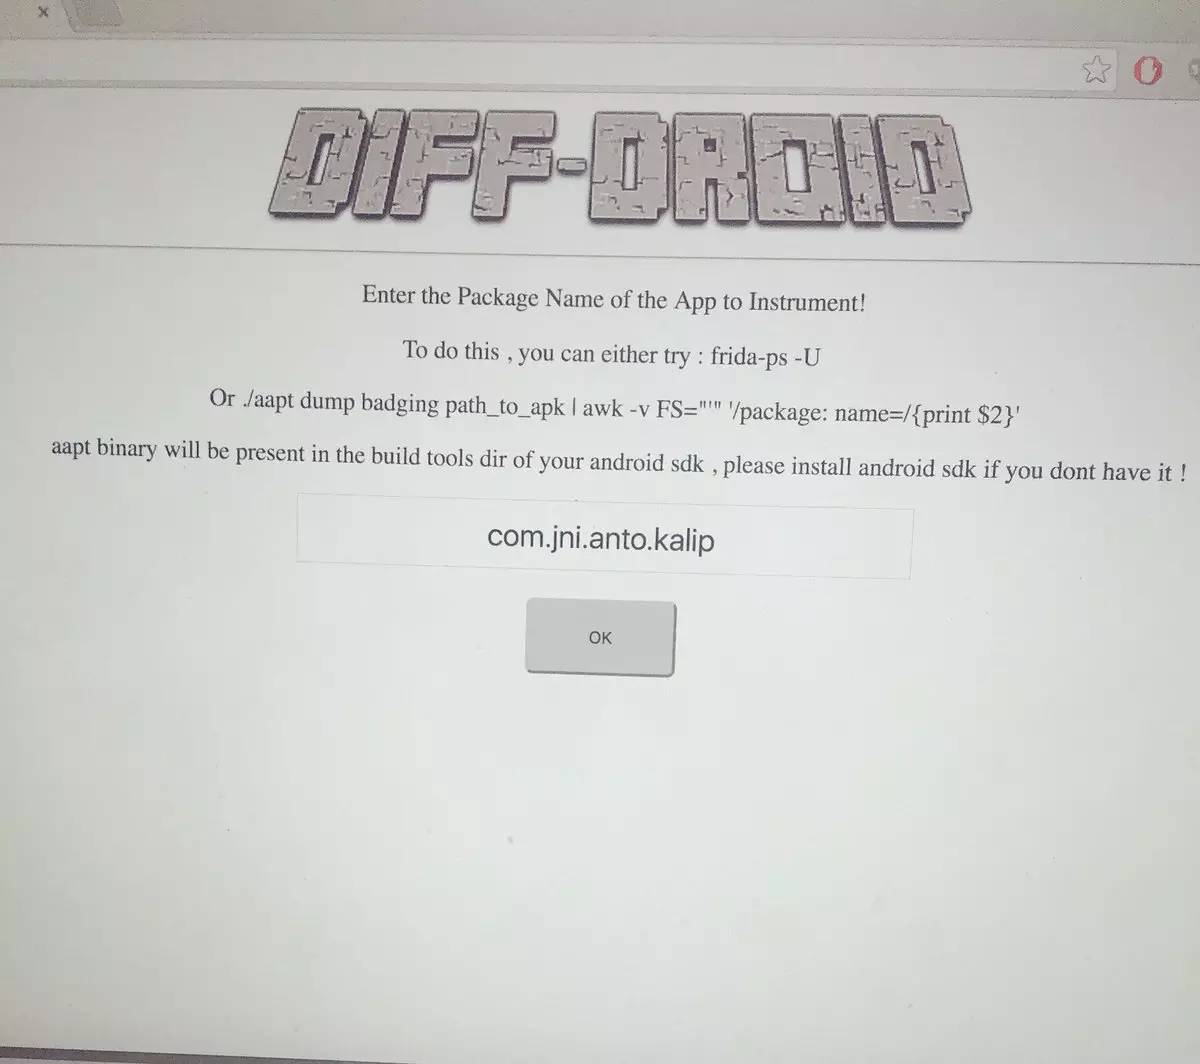 DIFF-DROID
Enter the Package Name of the App to Instrument!
To do this , you can either try : frida-ps -U
Or ./aapt dump badging path_to_apk | awk -v FS="'" '/package: name=/{print $2}'
aapt binary will be present in the build tools dir of your android sdk , please install android sdk if you dont have it !
com.jni.anto.kalip
OK